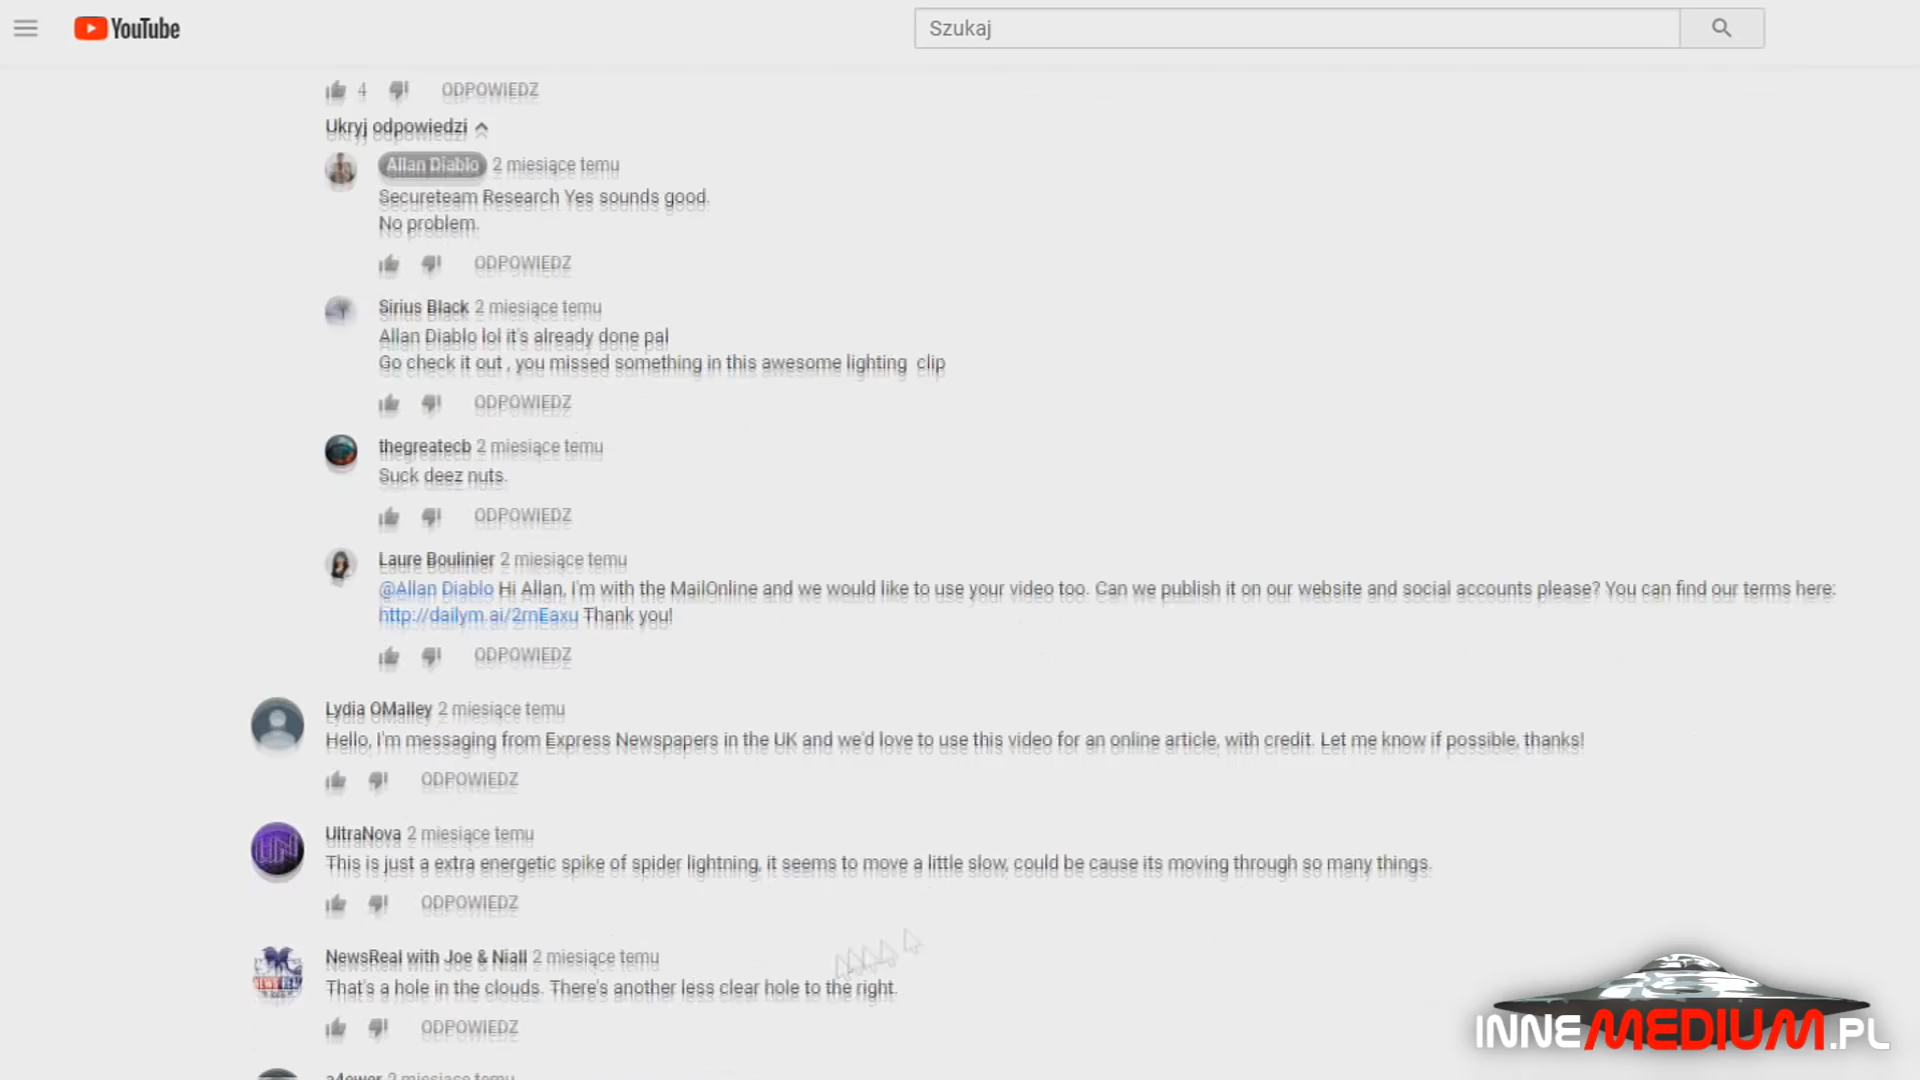 YouTube
Szukaj
4 ODPOWIEDZ
Ukryj odpowiedzi
Allan Diablo 2 miesiące temu
Secureteam Research Yes sounds good.
No problem.
ODPOWIEDZ
Sirius Black 2 miesiące temu
Allan Diablo lol it's already done pal
Go check it out , you missed something in this awesome lighting clip
ODPOWIEDZ
thegreatecb 2 miesiące temu
Suck deez nuts.
ODPOWIEDZ
Laure Boulinier 2 miesiące temu
@Allan Diablo Hi Allan, I'm with the MailOnline and we would like to use your video too. Can we publish it on our website and social accounts please? You can find our terms here:
http://dailym.ai/2rnEaxu Thank you!
ODPOWIEDZ
Lydia OMalley 2 miesiące temu
Hello, I'm messaging from Express Newspapers in the UK and we'd love to use this video for an online article, with credit. Let me know if possible, thanks!
ODPOWIEDZ
UltraNova 2 miesiące temu
This is just a extra energetic spike of spider lightning, it seems to move a little slow, could be cause its moving through so many things.
ODPOWIEDZ
NewsReal with Joe & Niall 2 miesiące temu
That's a hole in the clouds. There's another less clear hole to the right.
ODPOWIEDZ
2 miesiące temu
INNEMEDIUM.PL